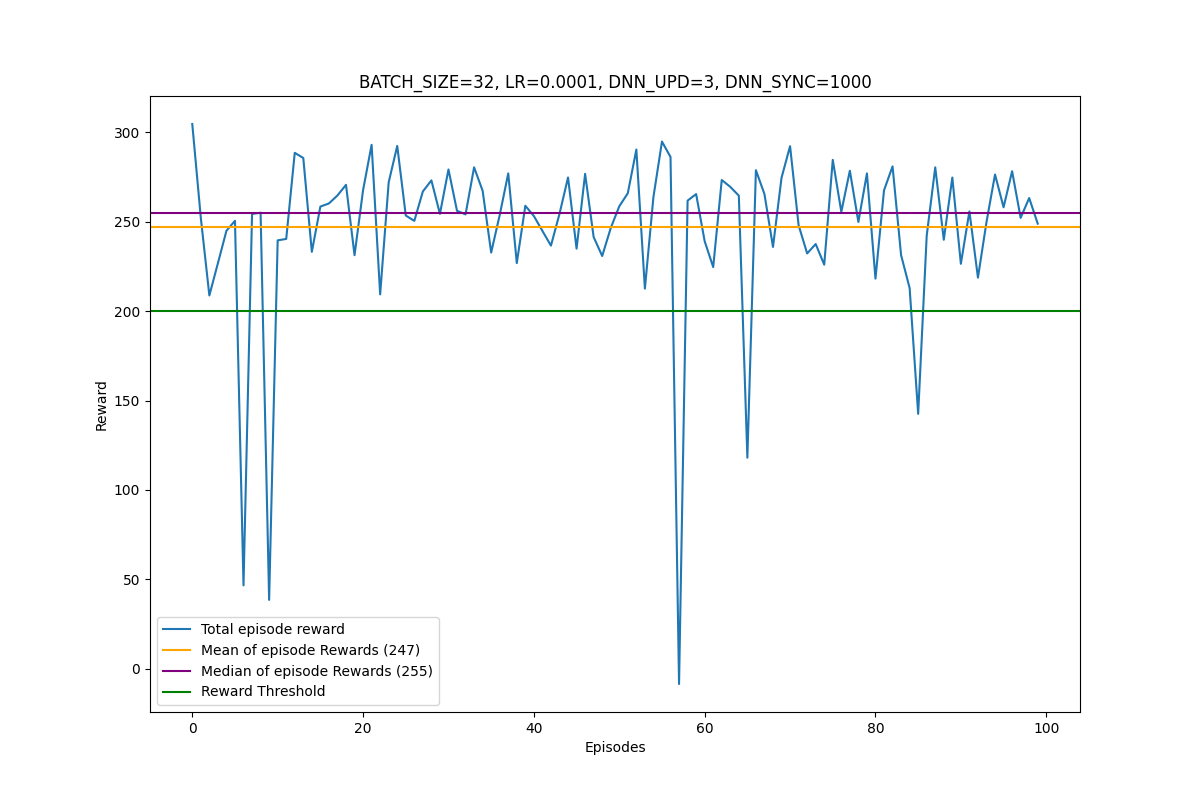 BATCH_SIZE=32, LR=0.0001, DNN_UPD=3, DNN_SYNC=1000
300
250
200
150
100
50
0
Reward
Total episode reward
Mean of episode Rewards (247)
Median of episode Rewards (255)
Reward Threshold
0 20 40 60 80 100
Episodes